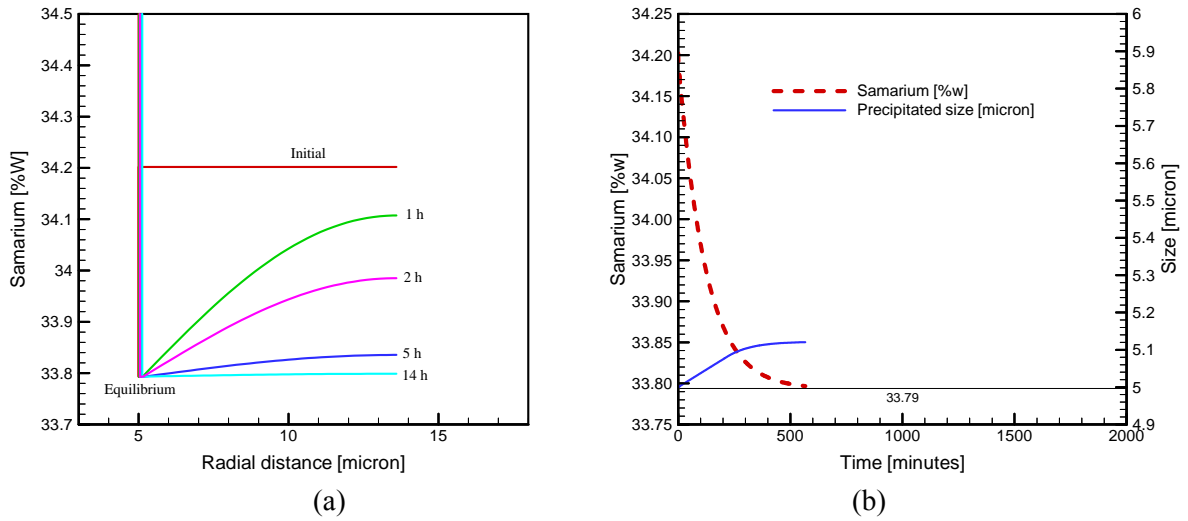 34.5
34.4
34.3
34.2
34.1
34
33.9
33.8
33.7
Samarium [%W]
Initial
1 h
2 h
5 h
14 h
Equilibrium
5
10
15
Radial distance [micron]
(a)
34.25
34.20
34.15
34.10
34.05
34.00
33.95
33.90
33.85
33.80
33.75
Samarium [%w]
Samarium [%w]
Precipitated size [micron]
33.79
6
5.9
5.8
5.7
5.6
5.5
5.4
5.3
5.2
5.1
5
4.9
Size [micron]
0
500
1000
1500
2000
Time [minutes]
(b)